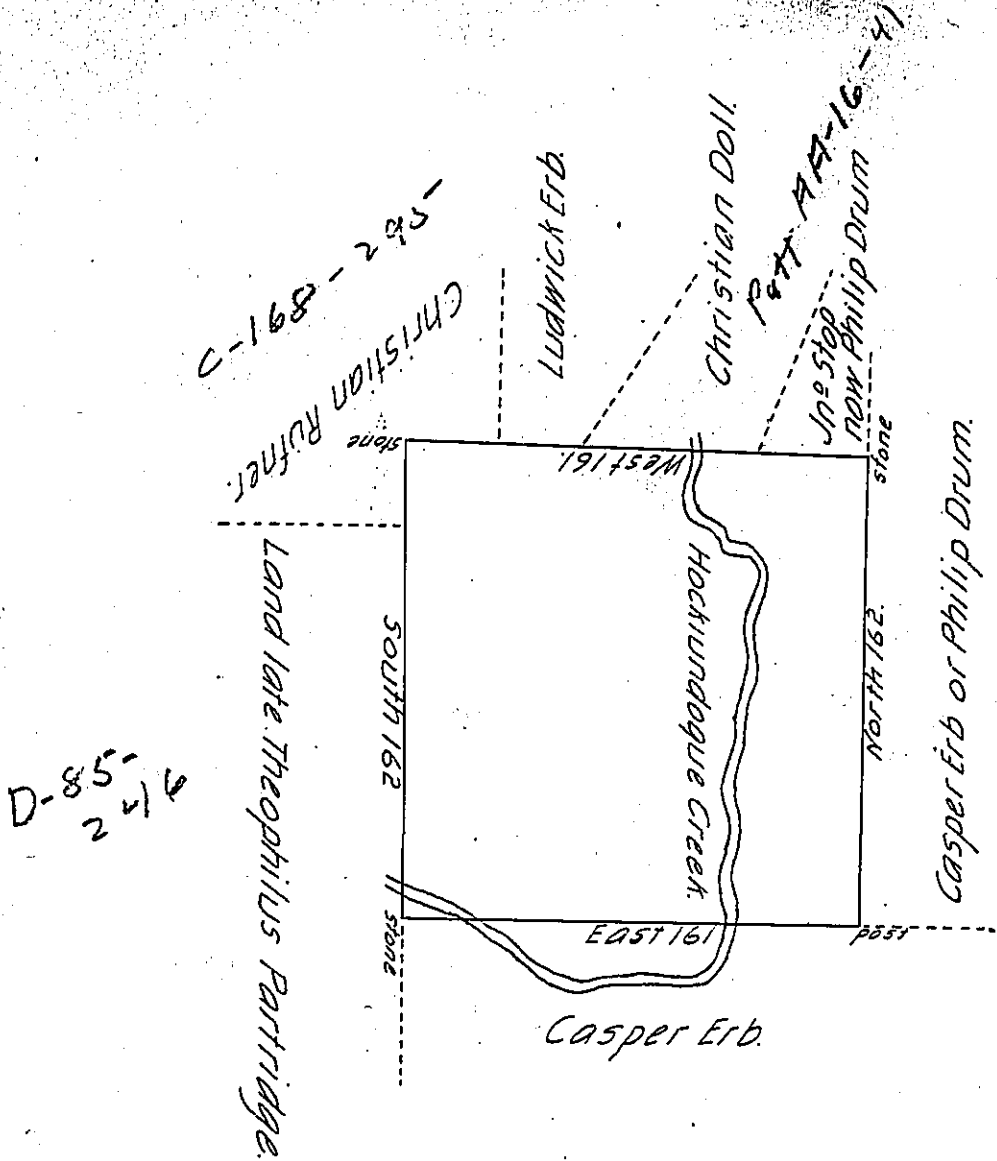 C-168-295
Christian Rufner.
Ludwick Erb.
Christian Doll.
Patt. AA-16-41
Jnº Stop
now Philip Drum
stone
West 161.
stone
Land late Theophilus Partridge.
South 162
Hockiundoque Creek
North 162.
Casper Erb or Philip Drum.
D-85-
246
stone
East 161
post
Casper Erb.